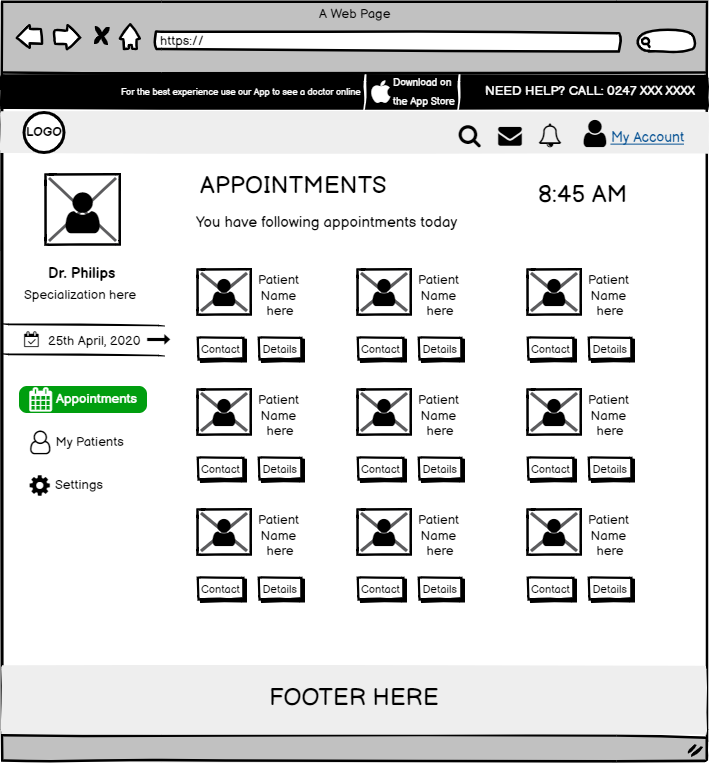 A Web Page
https://
For the best experience use our App to see a doctor online
Download on
the App Store
NEED HELP? CALL: 0247 XXX XXXX
LOGO
My Account
APPOINTMENTS
8:45 AM
You have following appointments today
Dr. Philips
Specialization here
25th April, 2020
Appointments
My Patients
Settings
Patient
Name
here
Contact
Details
Patient
Name
here
Contact
Details
Patient
Name
here
Contact
Details
Patient
Name
here
Contact
Details
Patient
Name
here
Contact
Details
Patient
Name
here
Contact
Details
Patient
Name
here
Contact
Details
Patient
Name
here
Contact
Details
Patient
Name
here
Contact
Details
FOOTER HERE